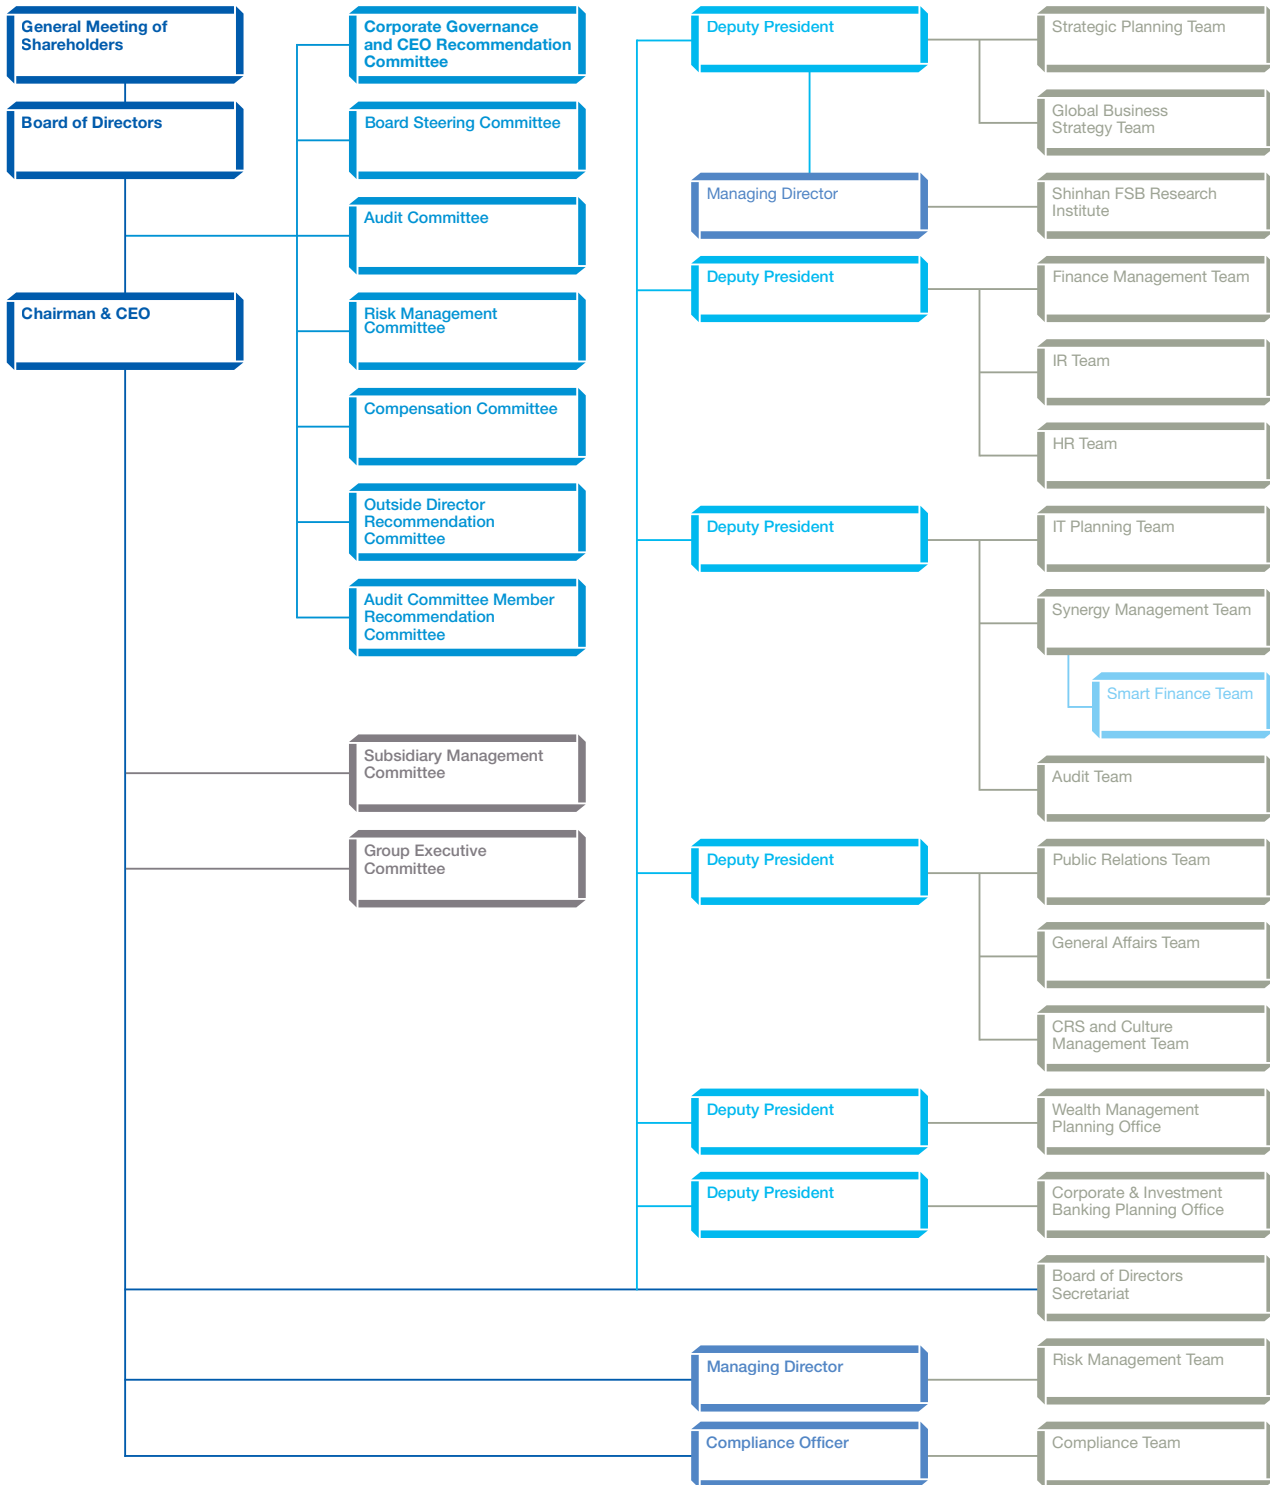 General Meeting of
Shareholders
Board of Directors
Chairman & CEO
Corporate Governance
and CEO Recommendation
Committee
Board Steering Committee
Audit Committee
Risk Management
Committee
Compensation Committee
Outside Director
Recommendation
Committee
Audit Committee Member
Recommendation
Committee
Subsidiary Management
Committee
Group Executive
Committee
Deputy President
Managing Director
Deputy President
Deputy President
Deputy President
Deputy President
Deputy President
Managing Director
Compliance Officer
Strategic Planning Team
Global Business
Strategy Team
Shinhan FSB Research
Institute
Finance Management Team
IR Team
HR Team
IT Planning Team
Synergy Management Team
Smart Finance Team
Audit Team
Public Relations Team
General Affairs Team
CRS and Culture
Management Team
Wealth Management
Planning Office
Corporate & Investment
Banking Planning Office
Board of Directors
Secretariat
Risk Management Team
Compliance Team